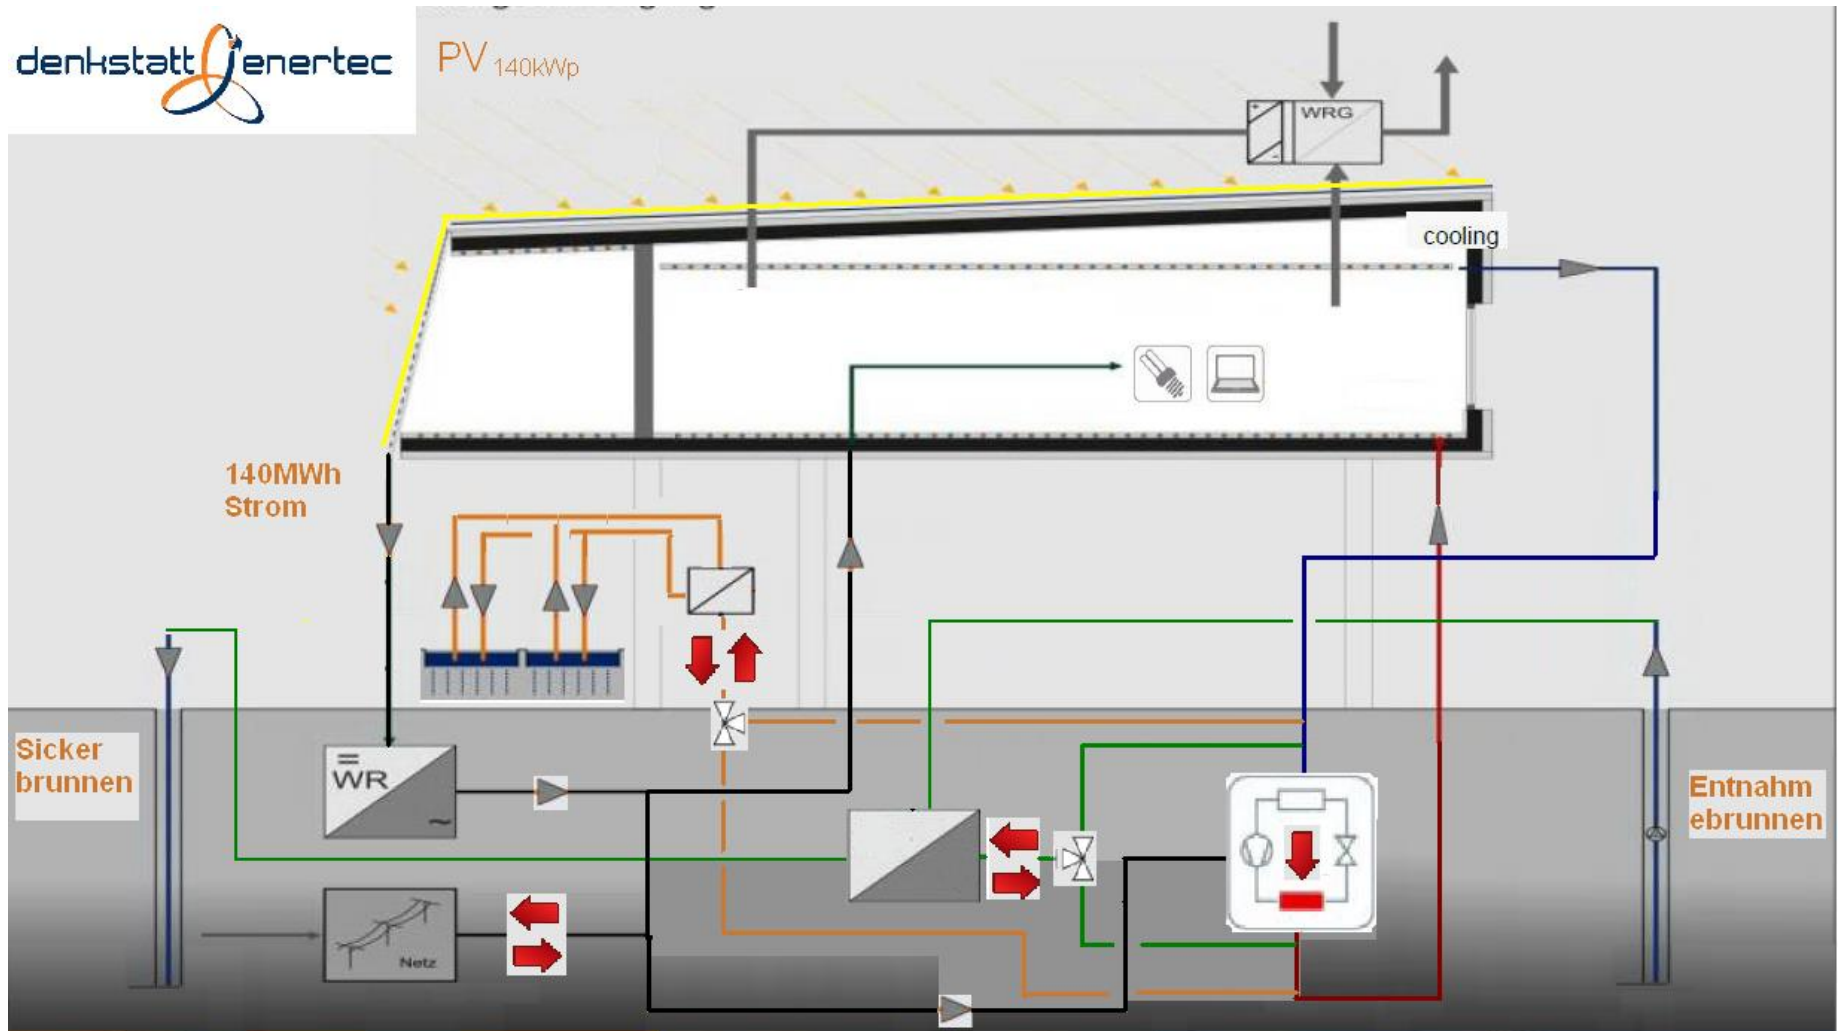 denkstatt enertec
PV 140kWp
WRG
cooling
140MWh
Strom
Sicker
brunnen
=
WR
~
Entnahm
ebrunnen
Netz